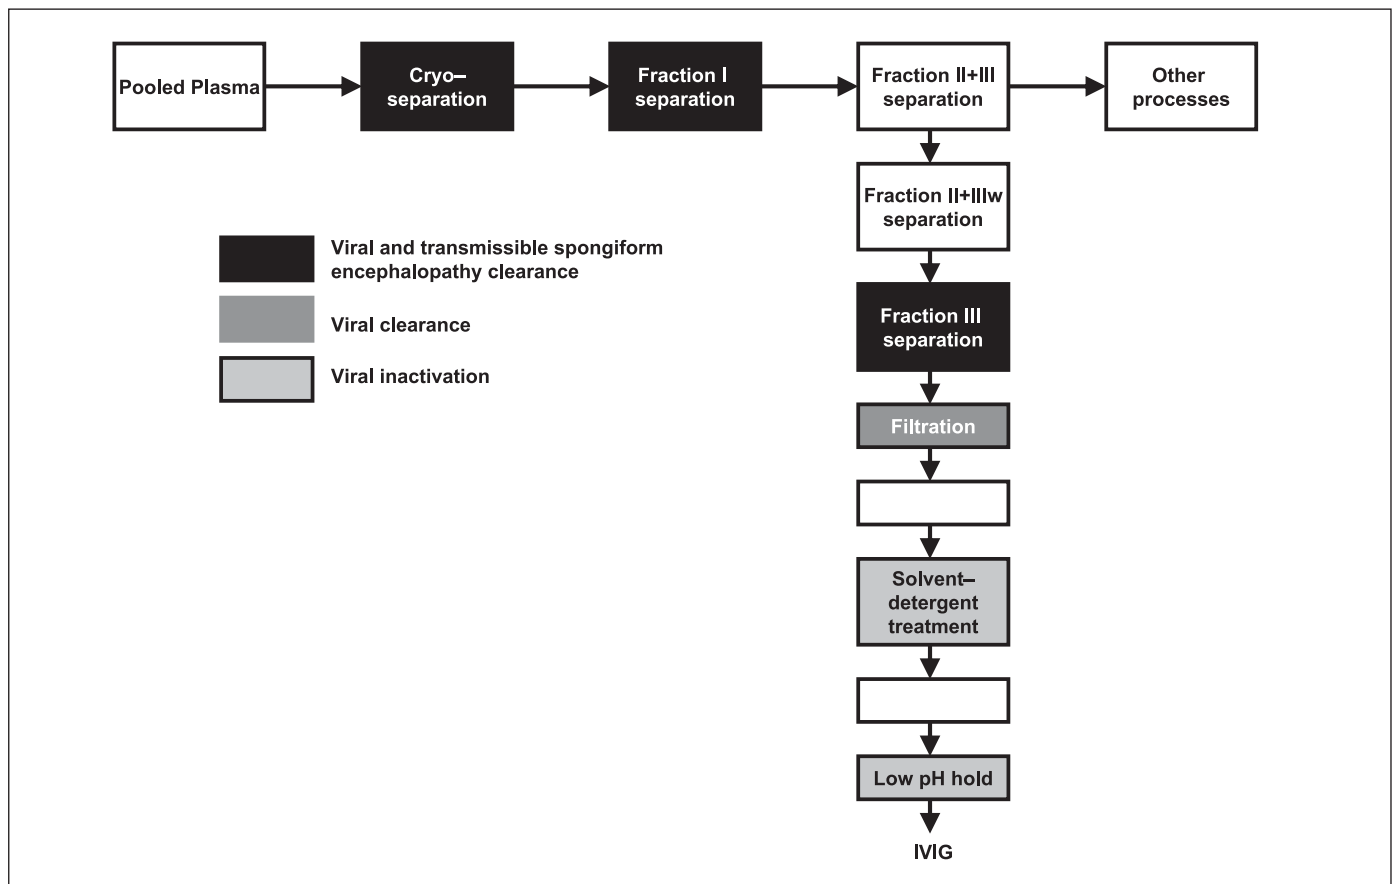 Pooled Plasma
Cryo–
separation
Fraction I
separation
Fraction II+III
separation
Other
processes
Fraction II+IIIw
separation
Viral and transmissible spongiform
encephalopathy clearance
Viral clearance
Viral inactivation
Fraction III
separation
Filtration
Solvent–
detergent
treatment
Low pH hold
IVIG